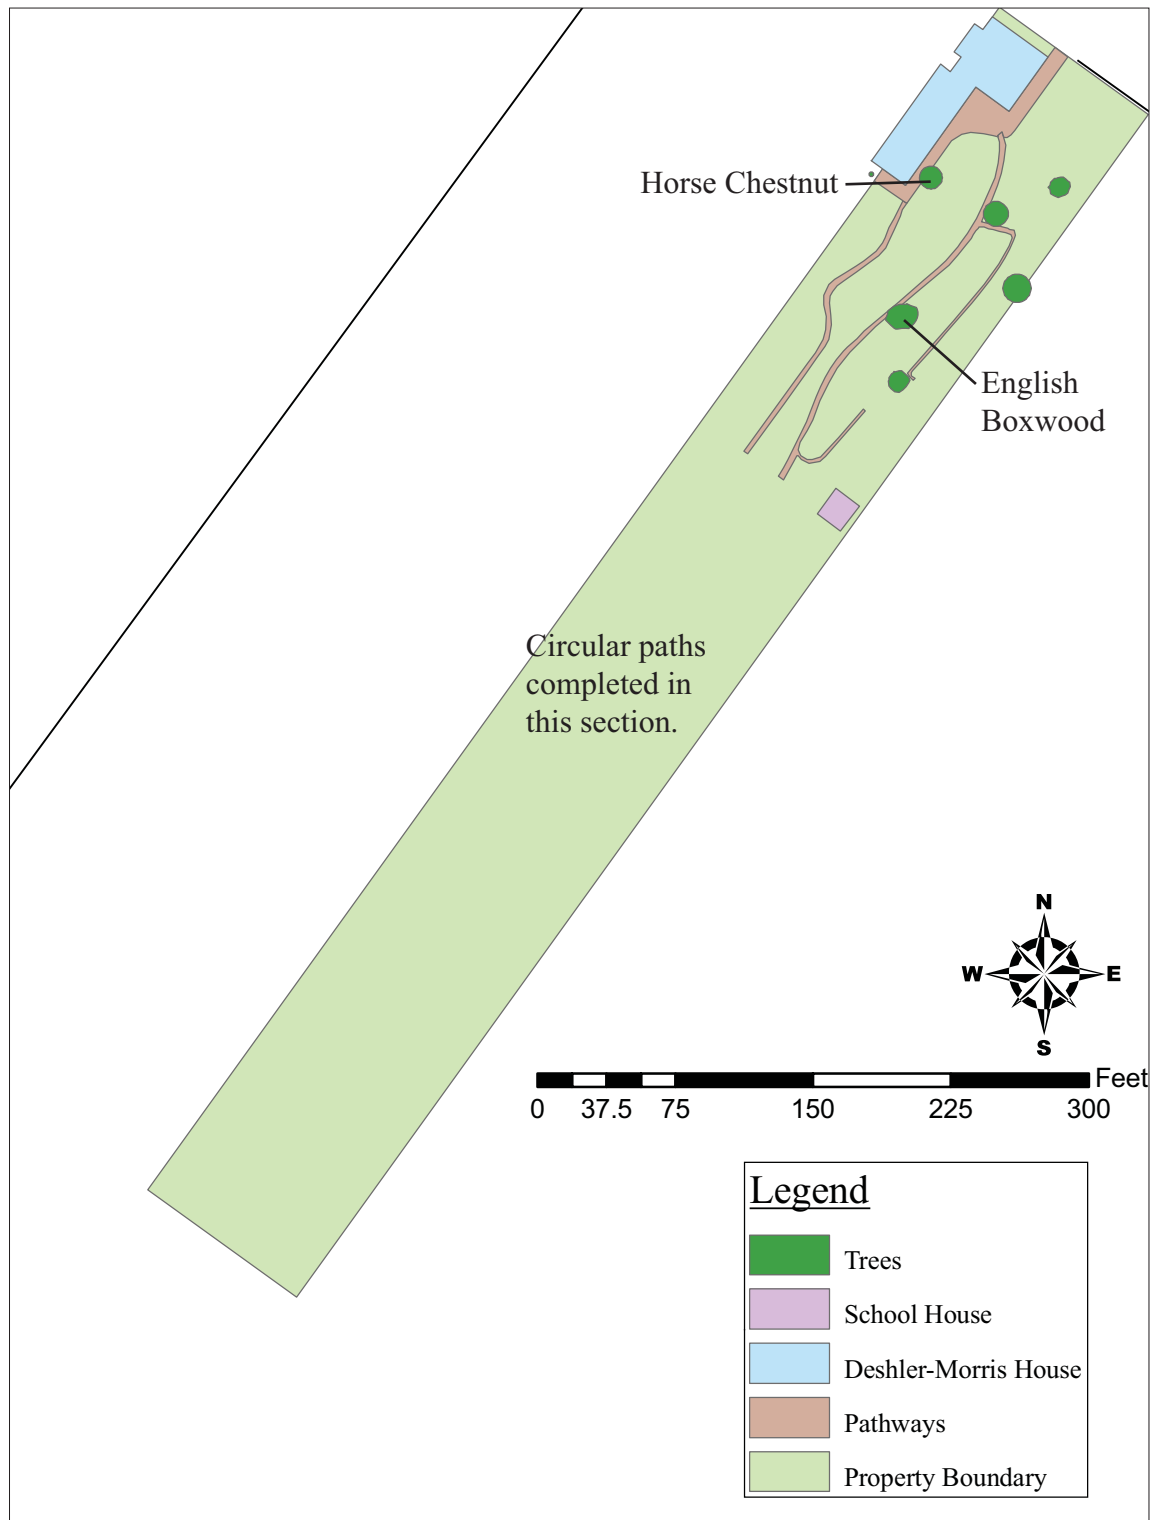 Horse Chestnut
English
Boxwood
Circular paths
completed in
this section.
N
W E
S
Feet
0 37.5 75 150 225 300
Legend
Trees
School House
Deshler-Morris House
Pathways
Property Boundary